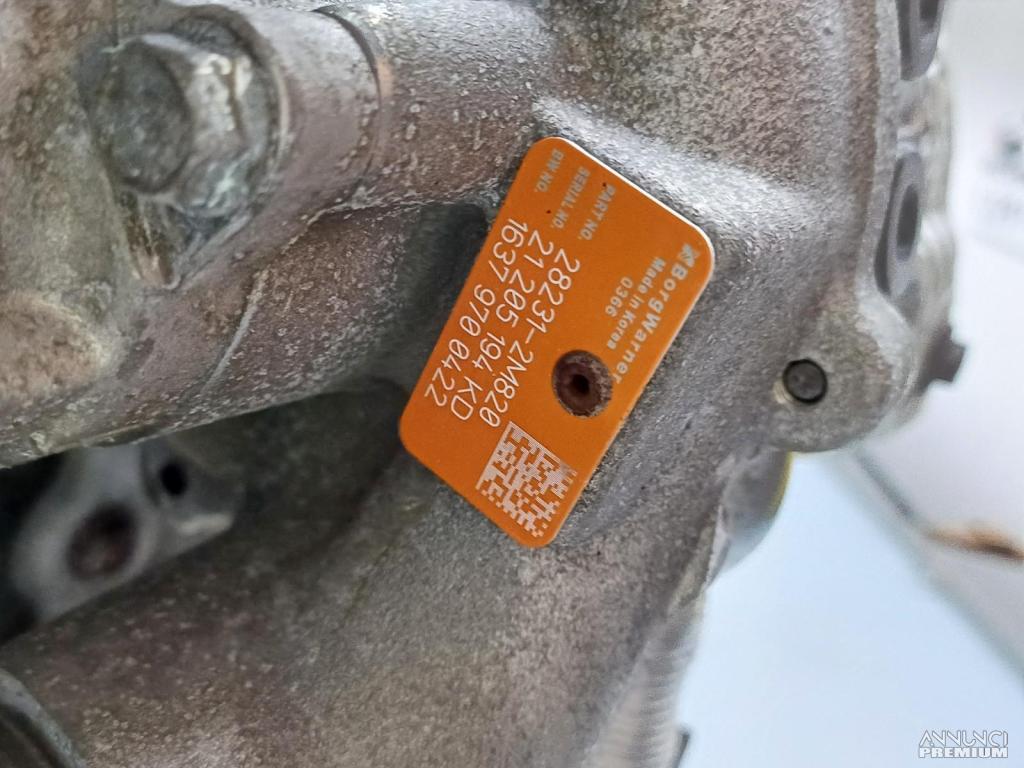 BorgWarner
Made In Korea
0366
PART NO. 28231-2M820
SERIAL NO. 21 205 194 KD
BW NO. 1637 970 0422
ANNUNCI
PREMIUM